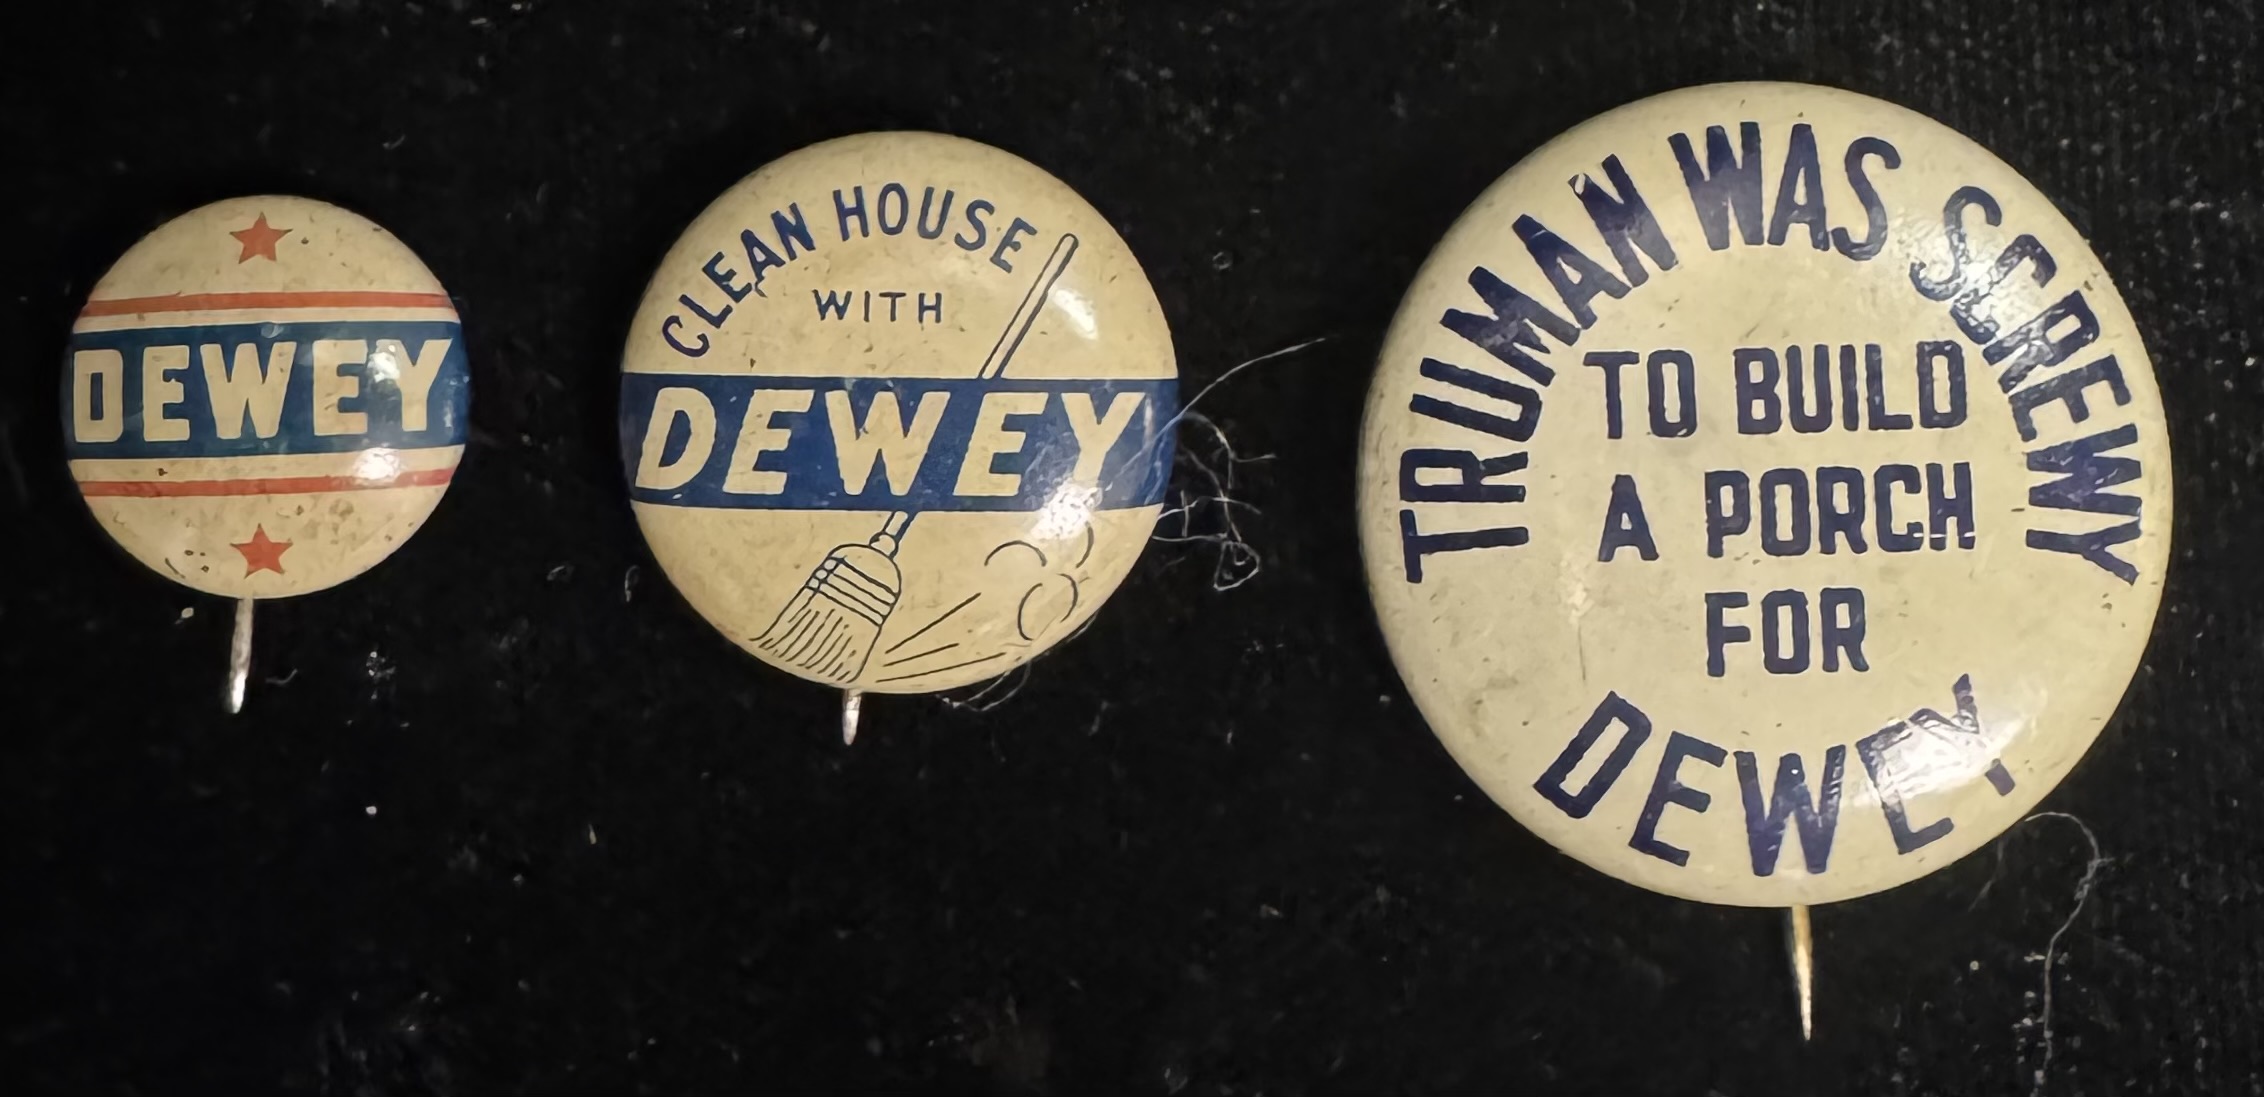 DEWEY
CLEAN HOUSE
WITH
DEWEY
TRUMAN WAS SCREWY
TO BUILD
A PORCH
FOR
DEWEY